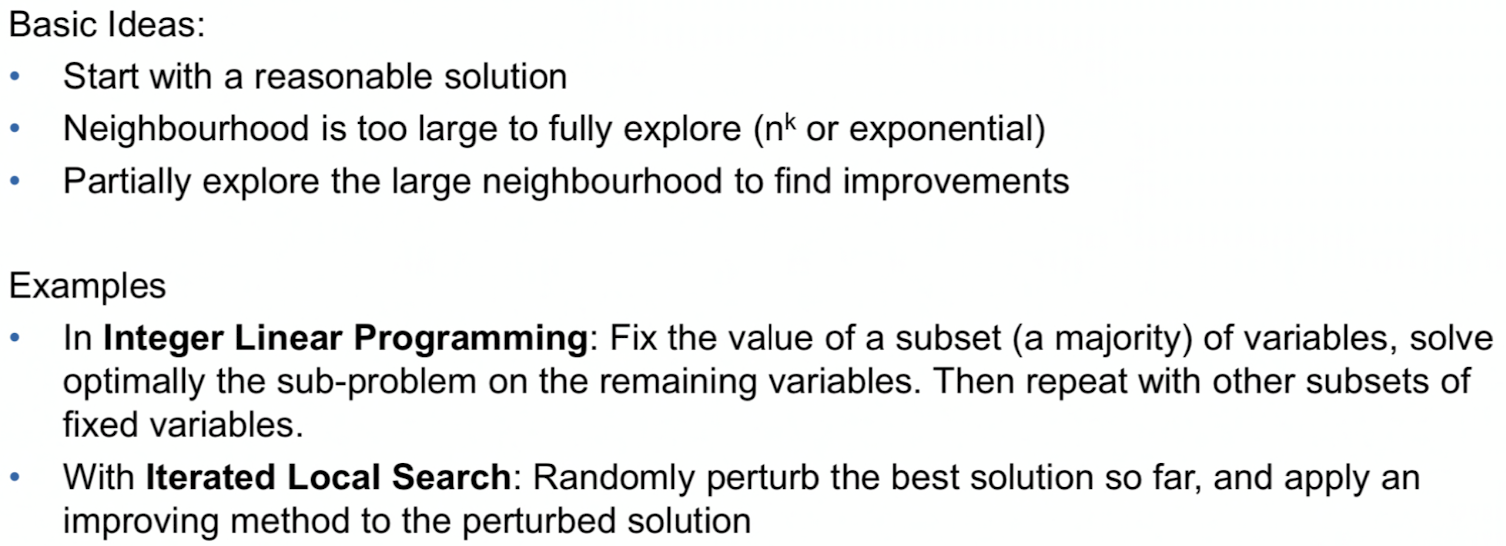 Basic Ideas:
• Start with a reasonable solution
• Neighbourhood is too large to fully explore (nᵏ or exponential)
• Partially explore the large neighbourhood to find improvements
Examples
• In Integer Linear Programming: Fix the value of a subset (a majority) of variables, solve
optimally the sub-problem on the remaining variables. Then repeat with other subsets of
fixed variables.
• With Iterated Local Search: Randomly perturb the best solution so far, and apply an
improving method to the perturbed solution